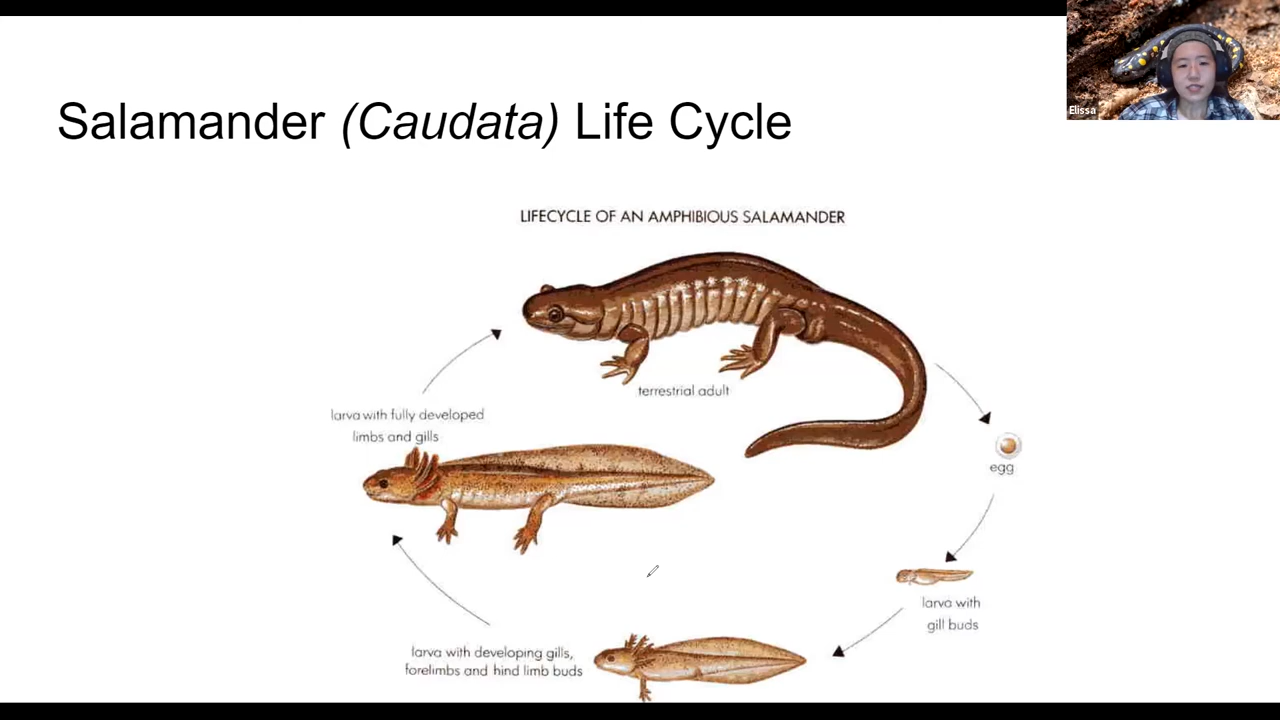 Salamander (Caudata) Life Cycle
Elissa
LIFECYCLE OF AN AMPHIBIOUS SALAMANDER
terrestrial adult
larva with fully developed
limbs and gills
egg
larva with
gill buds
larva with developing gills,
forelimbs and hind limb buds